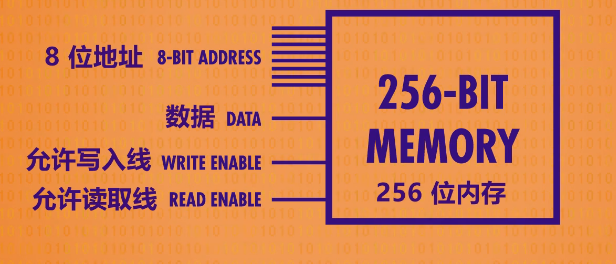 8 位地址 8-BIT ADDRESS
数据 DATA
允许写入线 WRITE ENABLE
允许读取线 READ ENABLE
256-BIT
MEMORY
256 位内存